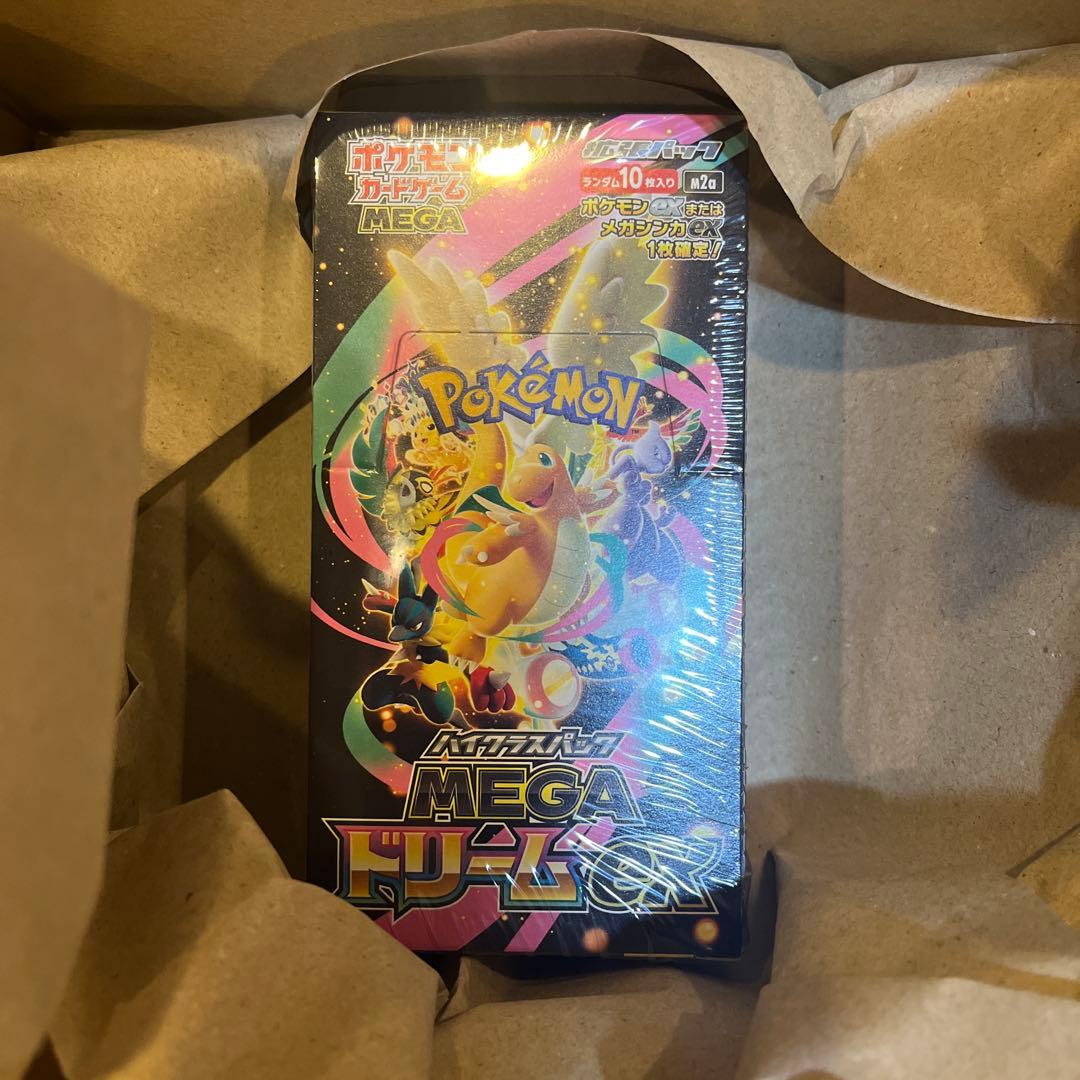 ポケモン
カードゲーム
MEGA
拡張パック
ランダム10枚入り M2a
ポケモンexまたは
メガシンカex
1枚確定!
POKéMON
TM
ハイクラスパック
MEGA
ドリームex